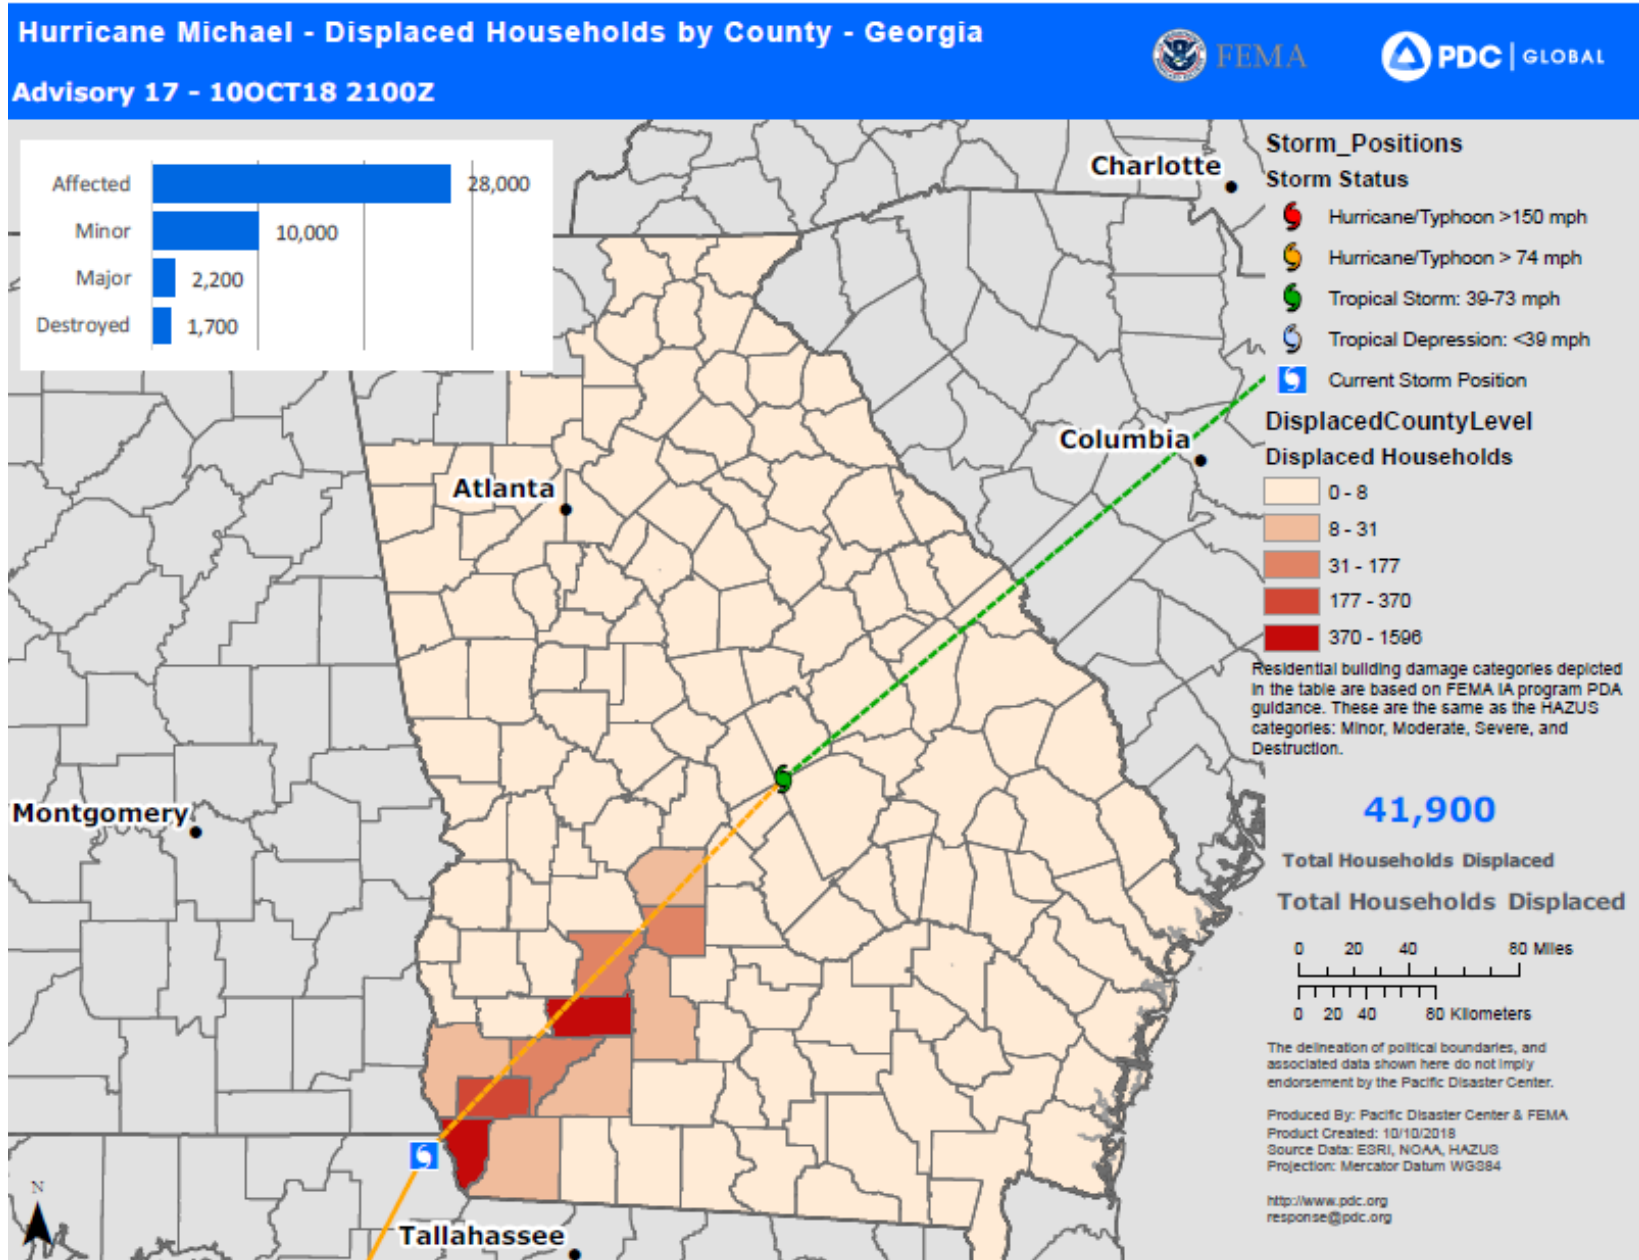 Hurricane Michael - Displaced Households by County - Georgia
Advisory 17 - 10OCT18 2100Z
FEMA
PDC | GLOBAL
Affected 28,000
Minor 10,000
Major 2,200
Destroyed 1,700
Charlotte
Columbia
Atlanta
Montgomery
Tallahassee
N
Storm_Positions
Storm Status
Hurricane/Typhoon >150 mph
Hurricane/Typhoon > 74 mph
Tropical Storm: 39-73 mph
Tropical Depression: <39 mph
Current Storm Position
DisplacedCountyLevel
Displaced Households
0 - 8
8 - 31
31 - 177
177 - 370
370 - 1596
Residential building damage categories depicted
in the table are based on FEMA IA program PDA
guidance. These are the same as the HAZUS
categories: Minor, Moderate, Severe, and
Destruction.
41,900
Total Households Displaced
Total Households Displaced
0 20 40 80 Miles
0 20 40 80 Kilometers
The delineation of political boundaries, and
associated data shown here do not imply
endorsement by the Pacific Disaster Center.
Produced By: Pacific Disaster Center & FEMA
Product Created: 10/10/2018
Source Data: ESRI, NOAA, HAZUS
Projection: Mercator Datum WGS84
http://www.pdc.org
response@pdc.org